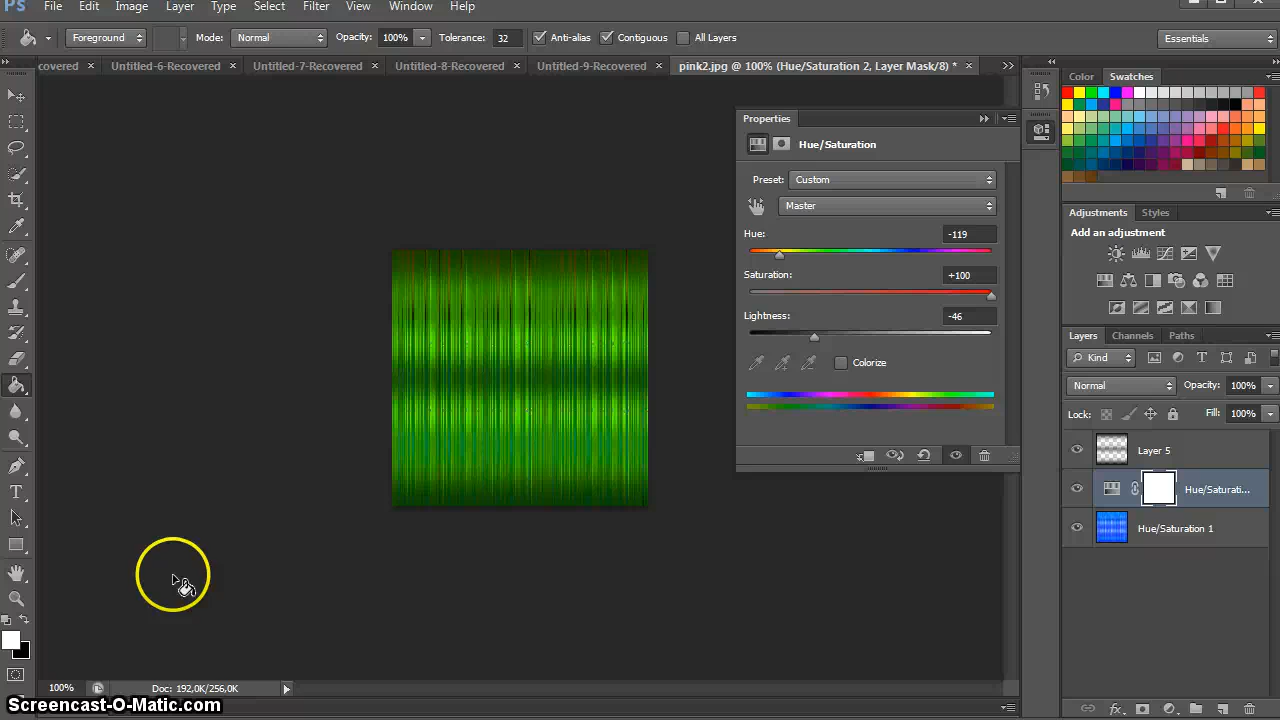 Ps File Edit Image Layer Type Select Filter View Window Help
Foreground Mode: Normal Opacity: 100% Tolerance: 32 Anti-alias Contiguous All Layers Essentials
covered × Untitled-6-Recovered × Untitled-7-Recovered × Untitled-8-Recovered × Untitled-9-Recovered × pink2.jpg @ 100% (Hue/Saturation 2, Layer Mask/8) * ×
Color Swatches
Properties
Hue/Saturation
Preset: Custom
Master
Hue: -119
Saturation: +100
Lightness: -46
Colorize
Adjustments Styles
Add an adjustment
Layers Channels Paths
Kind
Normal Opacity: 100%
Lock: Fill: 100%
Layer 5
Hue/Saturati...
Hue/Saturation 1
100% Doc: 192,0K/256,0K
Screencast-O-Matic.com